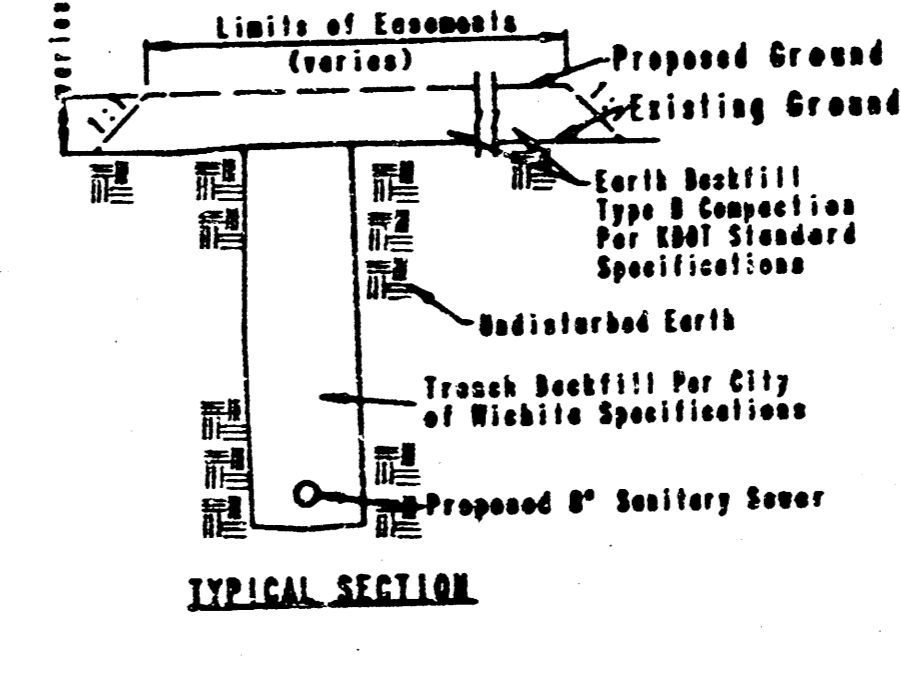 varies
Limits of Easements
(varies)
Proposed Ground
1:1
1:1
Existing Ground
Earth Backfill
Type B Compaction
Per KDOT Standard
Specifications
Undisturbed Earth
Trench Backfill Per City
of Wichita Specifications
Proposed 8" Sanitary Sewer
TYPICAL SECTION